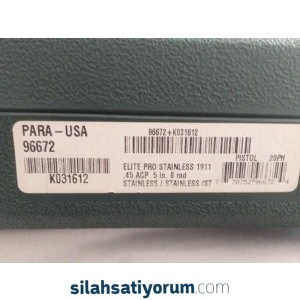 PARA-USA
96672
96672+K031612
K031612
ELITE PRO STAINLESS 1911
.45 ACP 5 in. 8 rnd
STAINLESS / STAINLESS /ST
PISTOL 20PH
silahsatiyorum.com